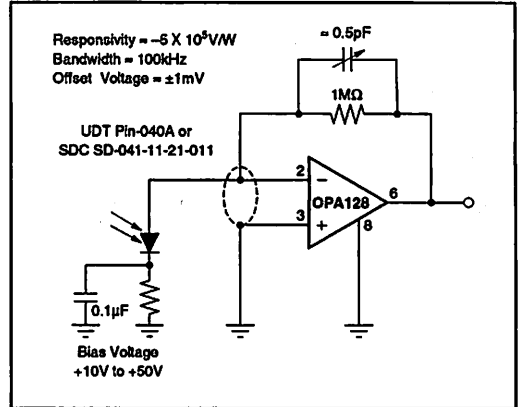 Responsivity ≈ –5 X 10⁵V/W
Bandwidth ≈ 100kHz
Offset Voltage ≈ ±1mV
≈ 0.5pF
1MΩ
UDT Pin-040A or
SDC SD-041-11-21-011
2
–
OPA128
6
3
+
8
0.1µF
Bias Voltage
+10V to +50V